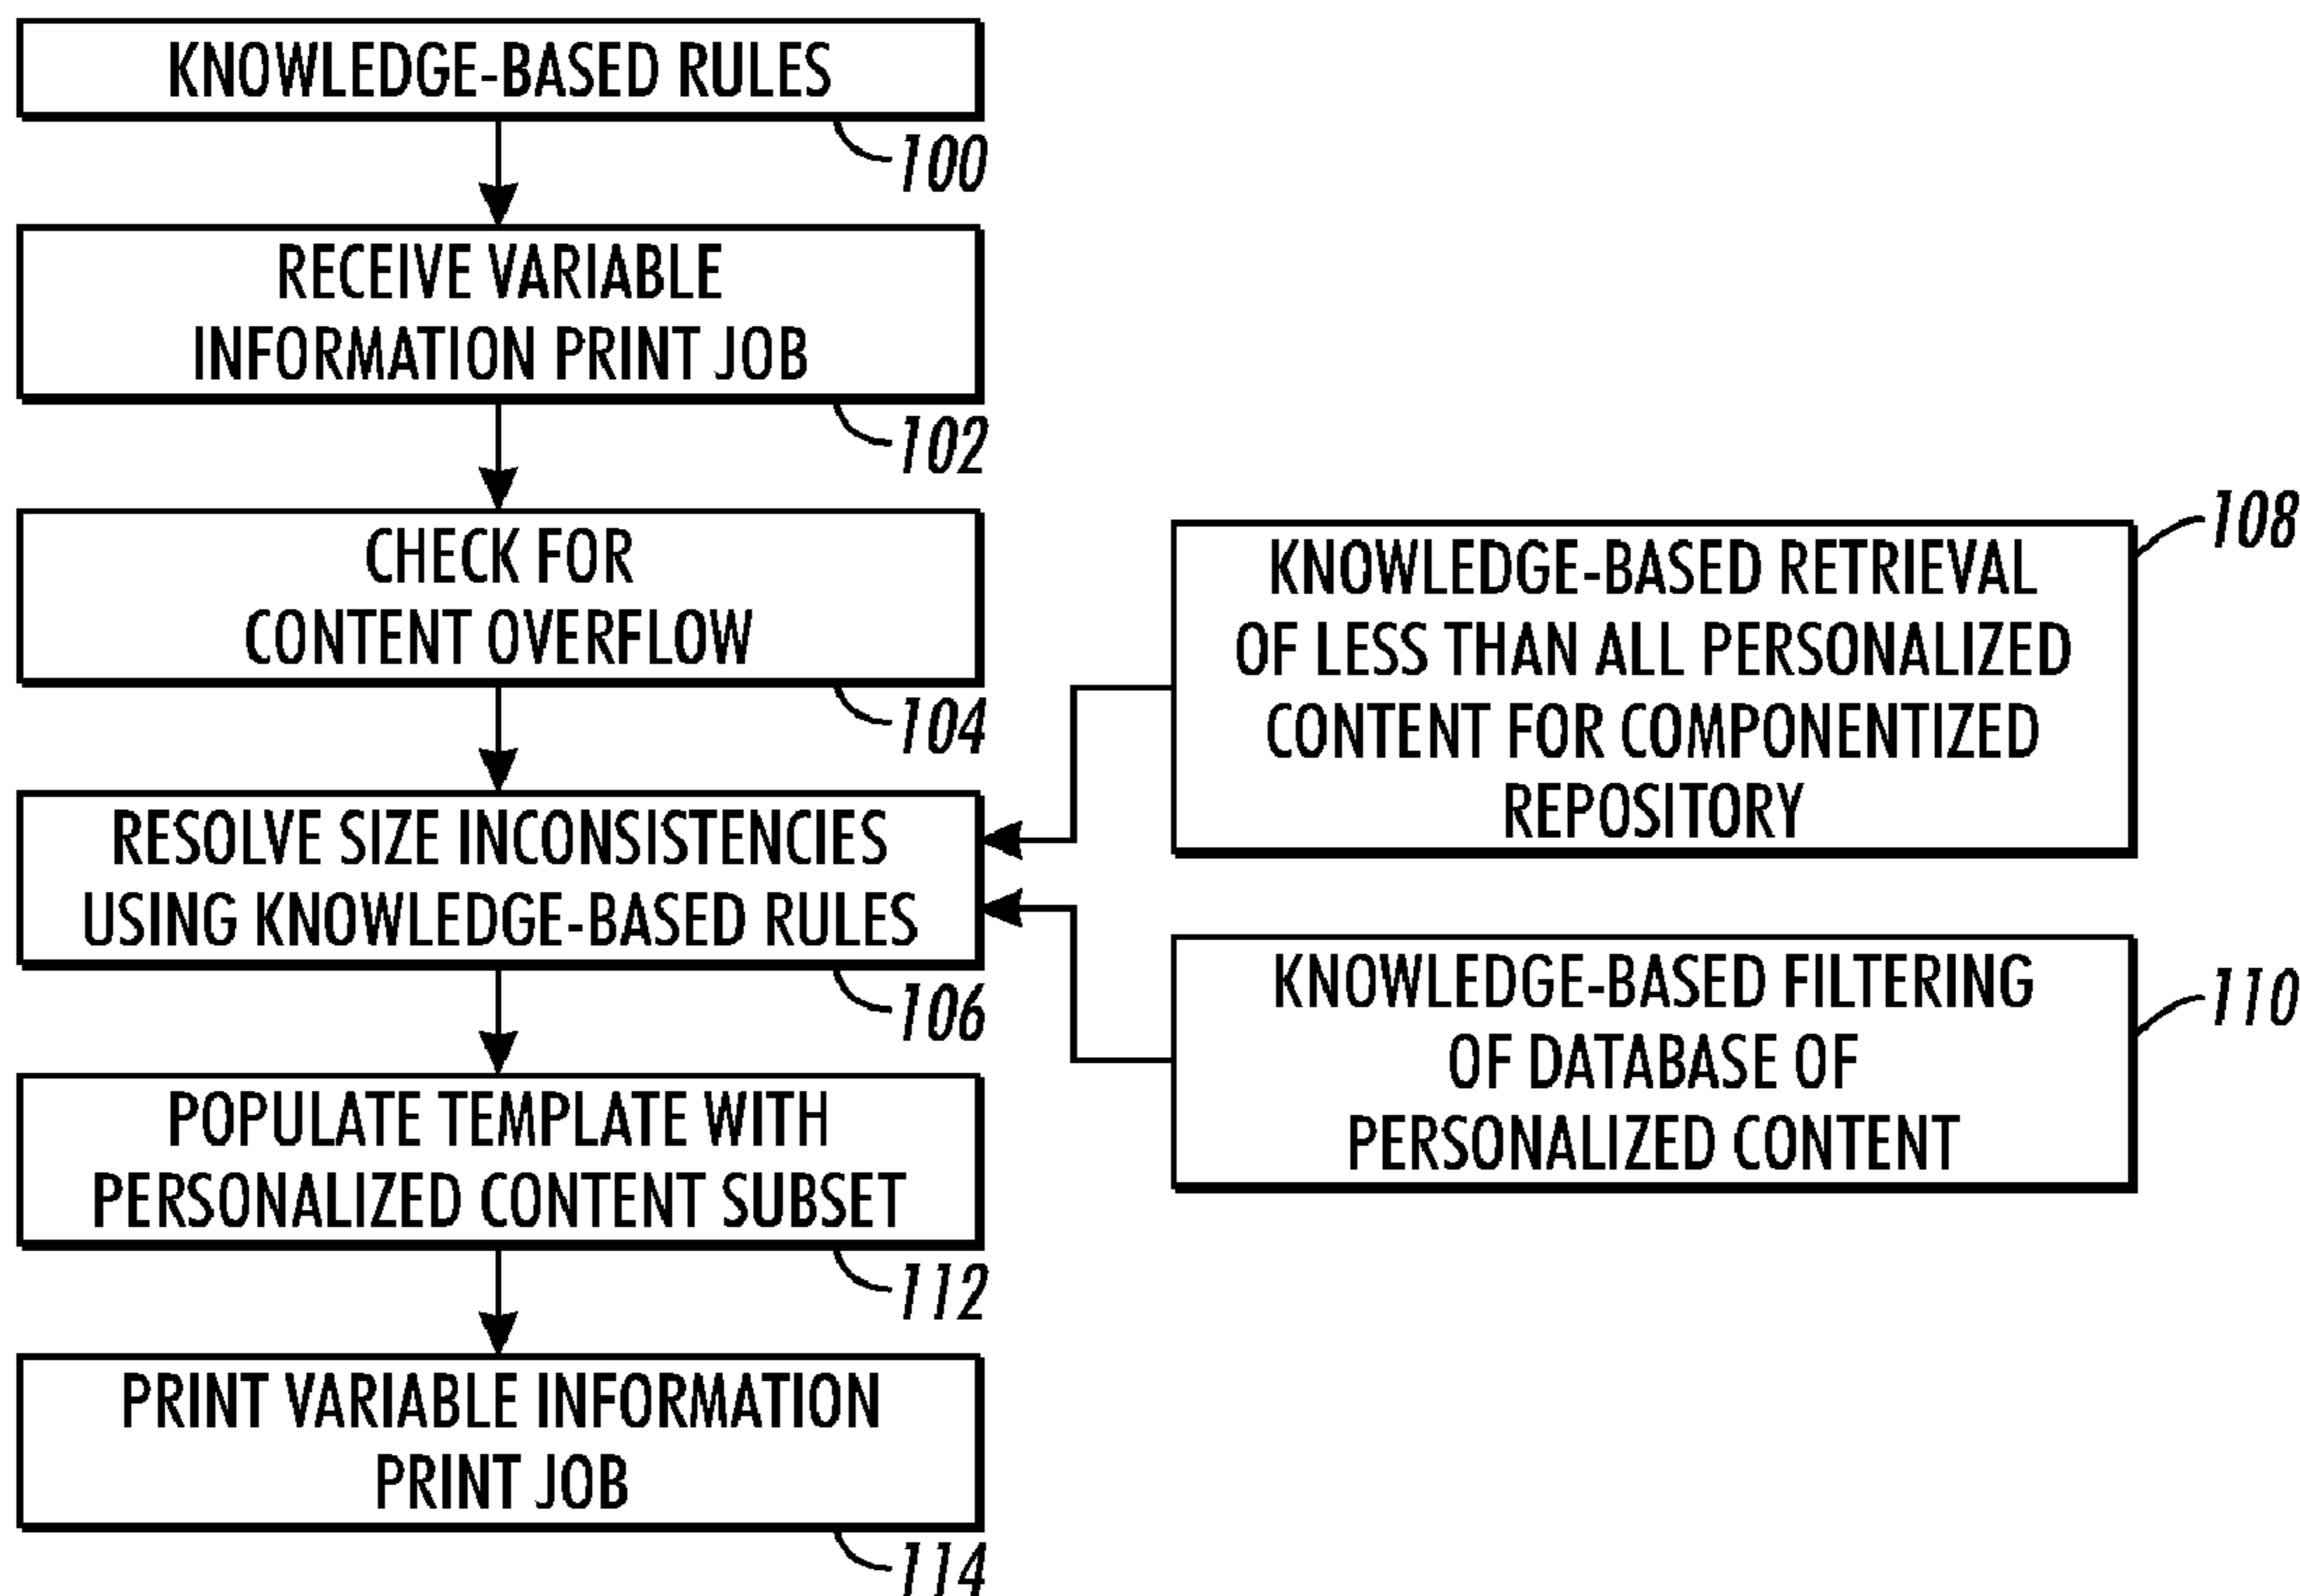 KNOWLEDGE-BASED RULES
100
RECEIVE VARIABLE
INFORMATION PRINT JOB
102
CHECK FOR
CONTENT OVERFLOW
104
RESOLVE SIZE INCONSISTENCIES
USING KNOWLEDGE-BASED RULES
106
KNOWLEDGE-BASED RETRIEVAL
OF LESS THAN ALL PERSONALIZED
CONTENT FOR COMPONENTIZED
REPOSITORY
108
KNOWLEDGE-BASED FILTERING
OF DATABASE OF
PERSONALIZED CONTENT
110
POPULATE TEMPLATE WITH
PERSONALIZED CONTENT SUBSET
112
PRINT VARIABLE INFORMATION
PRINT JOB
114